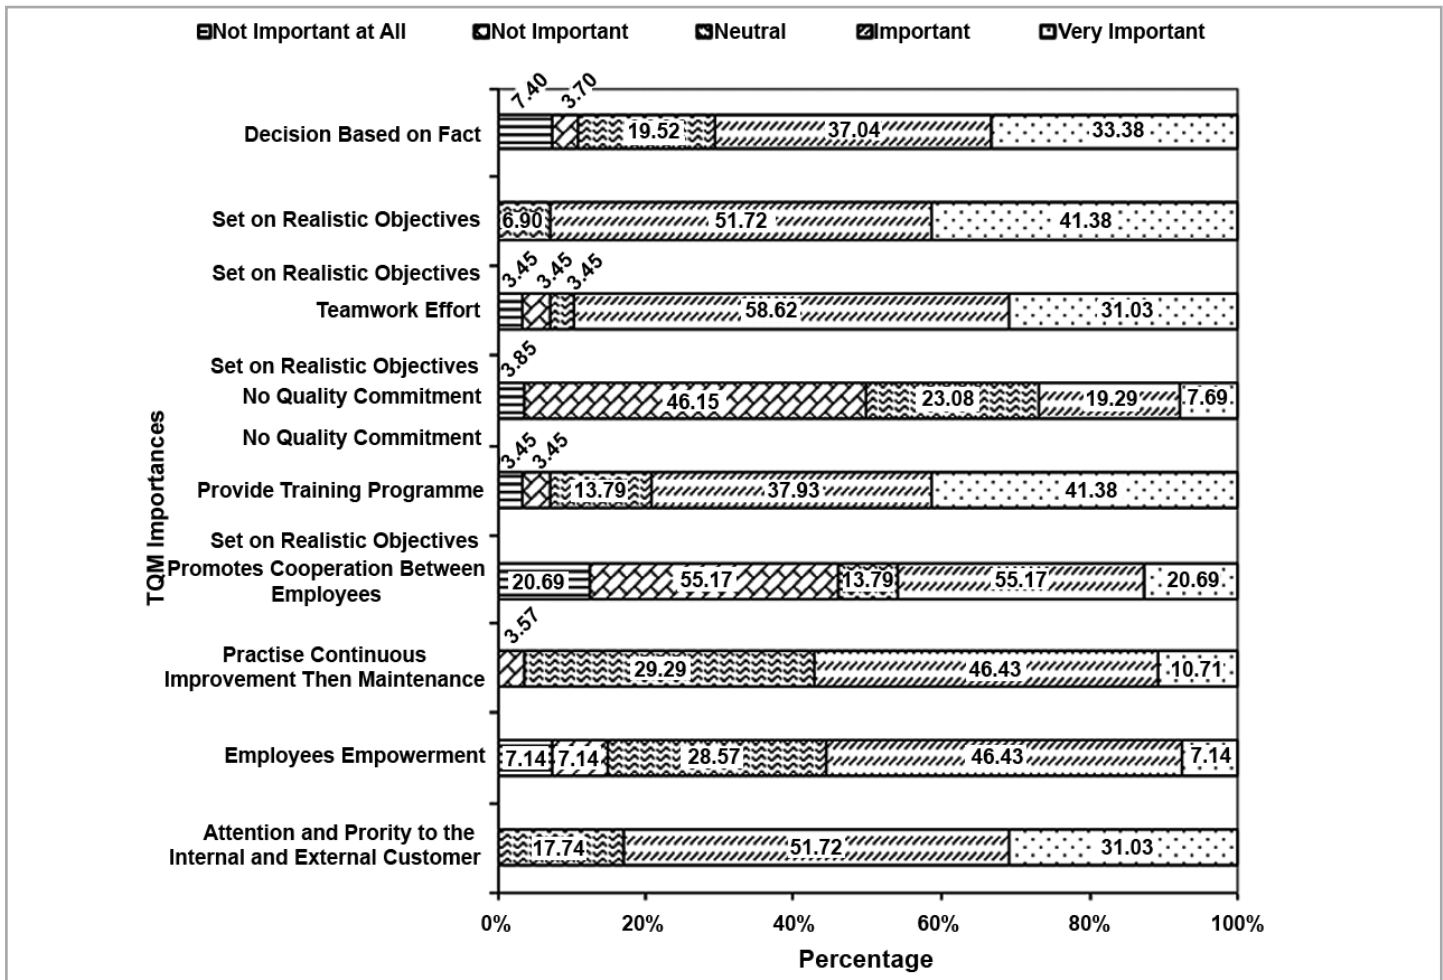 Not Important at All Not Important Neutral Important Very Important
7.40 3.70
Decision Based on Fact 19.52 37.04 33.38
Set on Realistic Objectives 6.90 51.72 41.38
Set on Realistic Objectives 3.45 3.45 3.45
Teamwork Effort 58.62 31.03
Set on Realistic Objectives 3.85
No Quality Commitment 46.15 23.08 19.29 7.69
No Quality Commitment 3.45 3.45
Provide Training Programme 13.79 37.93 41.38
Set on Realistic Objectives
Promotes Cooperation Between
Employees 20.69 55.17 13.79 55.17 20.69
3.57
Practise Continuous
Improvement Then Maintenance 29.29 46.43 10.71
Employees Empowerment 7.14 7.14 28.57 46.43 7.14
Attention and Prority to the
Internal and External Customer 17.74 51.72 31.03
TQM Importances
0% 20% 40% 60% 80% 100%
Percentage